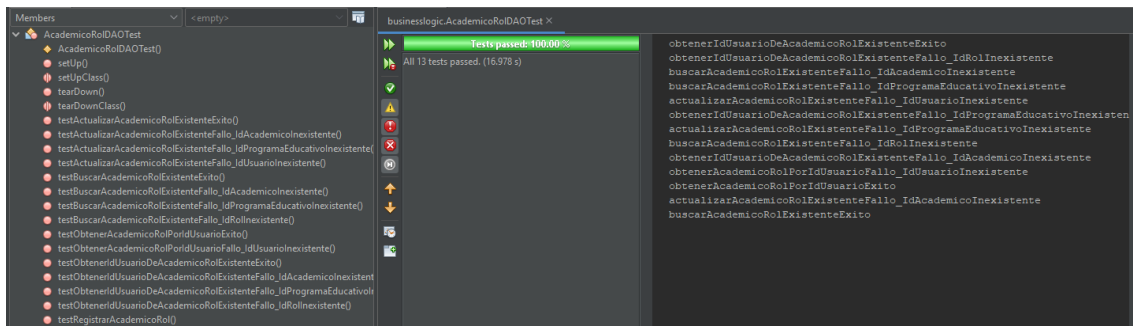 Members
<empty>
AcademicoRolDAOTest
AcademicoRolDAOTest()
setUp()
setUpClass()
tearDown()
tearDownClass()
testActualizarAcademicoRolExistenteExito()
testActualizarAcademicoRolExistenteFallo_IdAcademicoInexistente()
testActualizarAcademicoRolExistenteFallo_IdProgramaEducativoInexistente(
testActualizarAcademicoRolExistenteFallo_IdUsuarioInexistente()
testBuscarAcademicoRolExistenteExito()
testBuscarAcademicoRolExistenteFallo_IdAcademicoInexistente()
testBuscarAcademicoRolExistenteFallo_IdProgramaEducativoInexistente()
testBuscarAcademicoRolExistenteFallo_IdRolInexistente()
testObtenerAcademicoRolPorIdUsuarioExito()
testObtenerAcademicoRolPorIdUsuarioFallo_IdUsuarioInexistente()
testObtenerIdUsuarioDeAcademicoRolExistenteExito()
testObtenerIdUsuarioDeAcademicoRolExistenteFallo_IdAcademicoInexistent
testObtenerIdUsuarioDeAcademicoRolExistenteFallo_IdProgramaEducativoIn
testObtenerIdUsuarioDeAcademicoRolExistenteFallo_IdRolInexistente()
testRegistrarAcademicoRol()
businesslogic.AcademicoRolDAOTest ×
Tests passed: 100.00 %
All 13 tests passed. (16.978 s)
obtenerIdUsuarioDeAcademicoRolExistenteExito
obtenerIdUsuarioDeAcademicoRolExistenteFallo_IdRolInexistente
buscarAcademicoRolExistenteFallo_IdAcademicoInexistente
buscarAcademicoRolExistenteFallo_IdProgramaEducativoInexistente
actualizarAcademicoRolExistenteFallo_IdUsuarioInexistente
obtenerIdUsuarioDeAcademicoRolExistenteFallo_IdProgramaEducativoInexisten
actualizarAcademicoRolExistenteFallo_IdProgramaEducativoInexistente
buscarAcademicoRolExistenteFallo_IdRolInexistente
obtenerIdUsuarioDeAcademicoRolExistenteFallo_IdAcademicoInexistente
obtenerAcademicoRolPorIdUsuarioFallo_IdUsuarioInexistente
obtenerAcademicoRolPorIdUsuarioExito
actualizarAcademicoRolExistenteFallo_IdAcademicoInexistente
buscarAcademicoRolExistenteExito